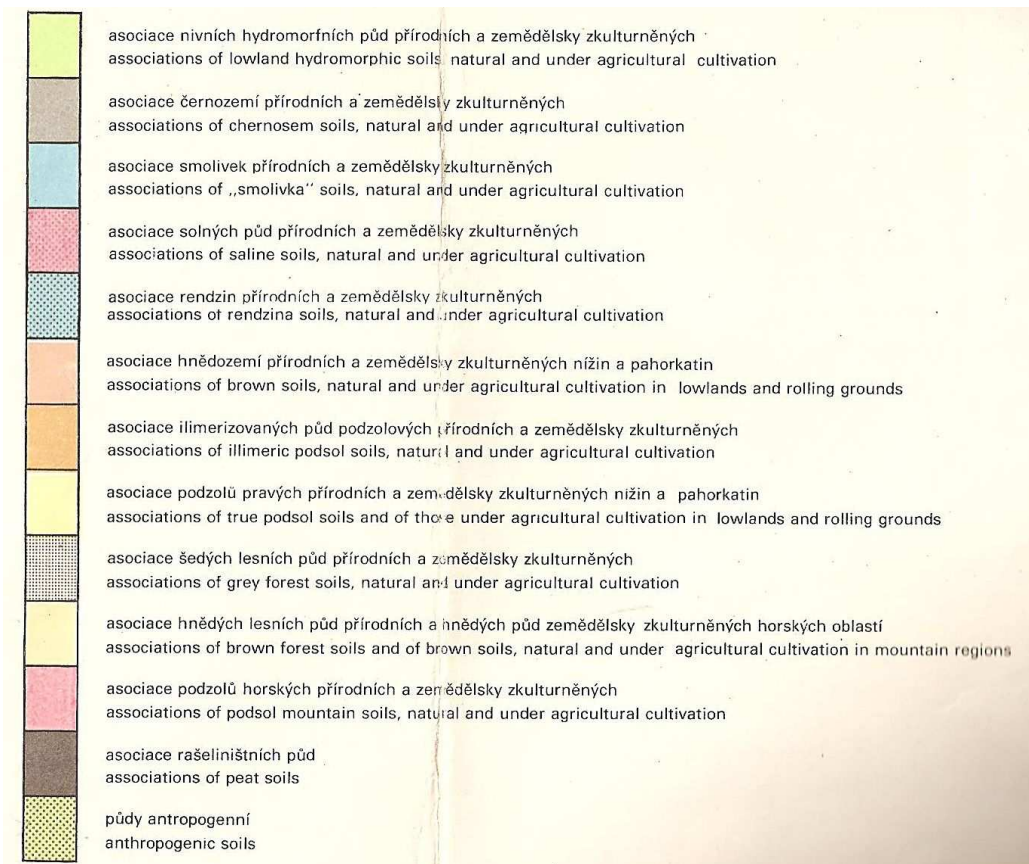 asociace nivních hydromorfních půd přírodních a zemědělsky zkulturněných
associations of lowland hydromorphic soils, natural and under agricultural cultivation
asociace černozemí přírodních a zemědělsky zkulturněných
associations of chernosem soils, natural and under agricultural cultivation
asociace smolivek přírodních a zemědělsky zkulturněných
associations of „smolivka" soils, natural and under agricultural cultivation
asociace solných půd přírodních a zemědělsky zkulturněných
associations of saline soils, natural and under agricultural cultivation
asociace rendzin přírodních a zemědělsky zkulturněných
associations of rendzina soils, natural and under agricultural cultivation
asociace hnědozemí přírodních a zemědělsky zkulturněných nížin a pahorkatin
associations of brown soils, natural and under agricultural cultivation in lowlands and rolling grounds
asociace ilimerizovaných půd podzolových přírodních a zemědělsky zkulturněných
associations of illimeric podsol soils, natural and under agricultural cultivation
asociace podzolů pravých přírodních a zemědělsky zkulturněných nížin a pahorkatin
associations of true podsol soils and of those under agricultural cultivation in lowlands and rolling grounds
asociace šedých lesních půd přírodních a zemědělsky zkulturněných
associations of grey forest soils, natural and under agricultural cultivation
asociace hnědých lesních půd přírodních a hnědých půd zemědělsky zkulturněných horských oblastí
associations of brown forest soils and of brown soils, natural and under agricultural cultivation in mountain regions
asociace podzolů horských přírodních a zemědělsky zkulturněných
associations of podsol mountain soils, natural and under agricultural cultivation
asociace rašeliništních půd
associations of peat soils
půdy antropogenní
anthropogenic soils